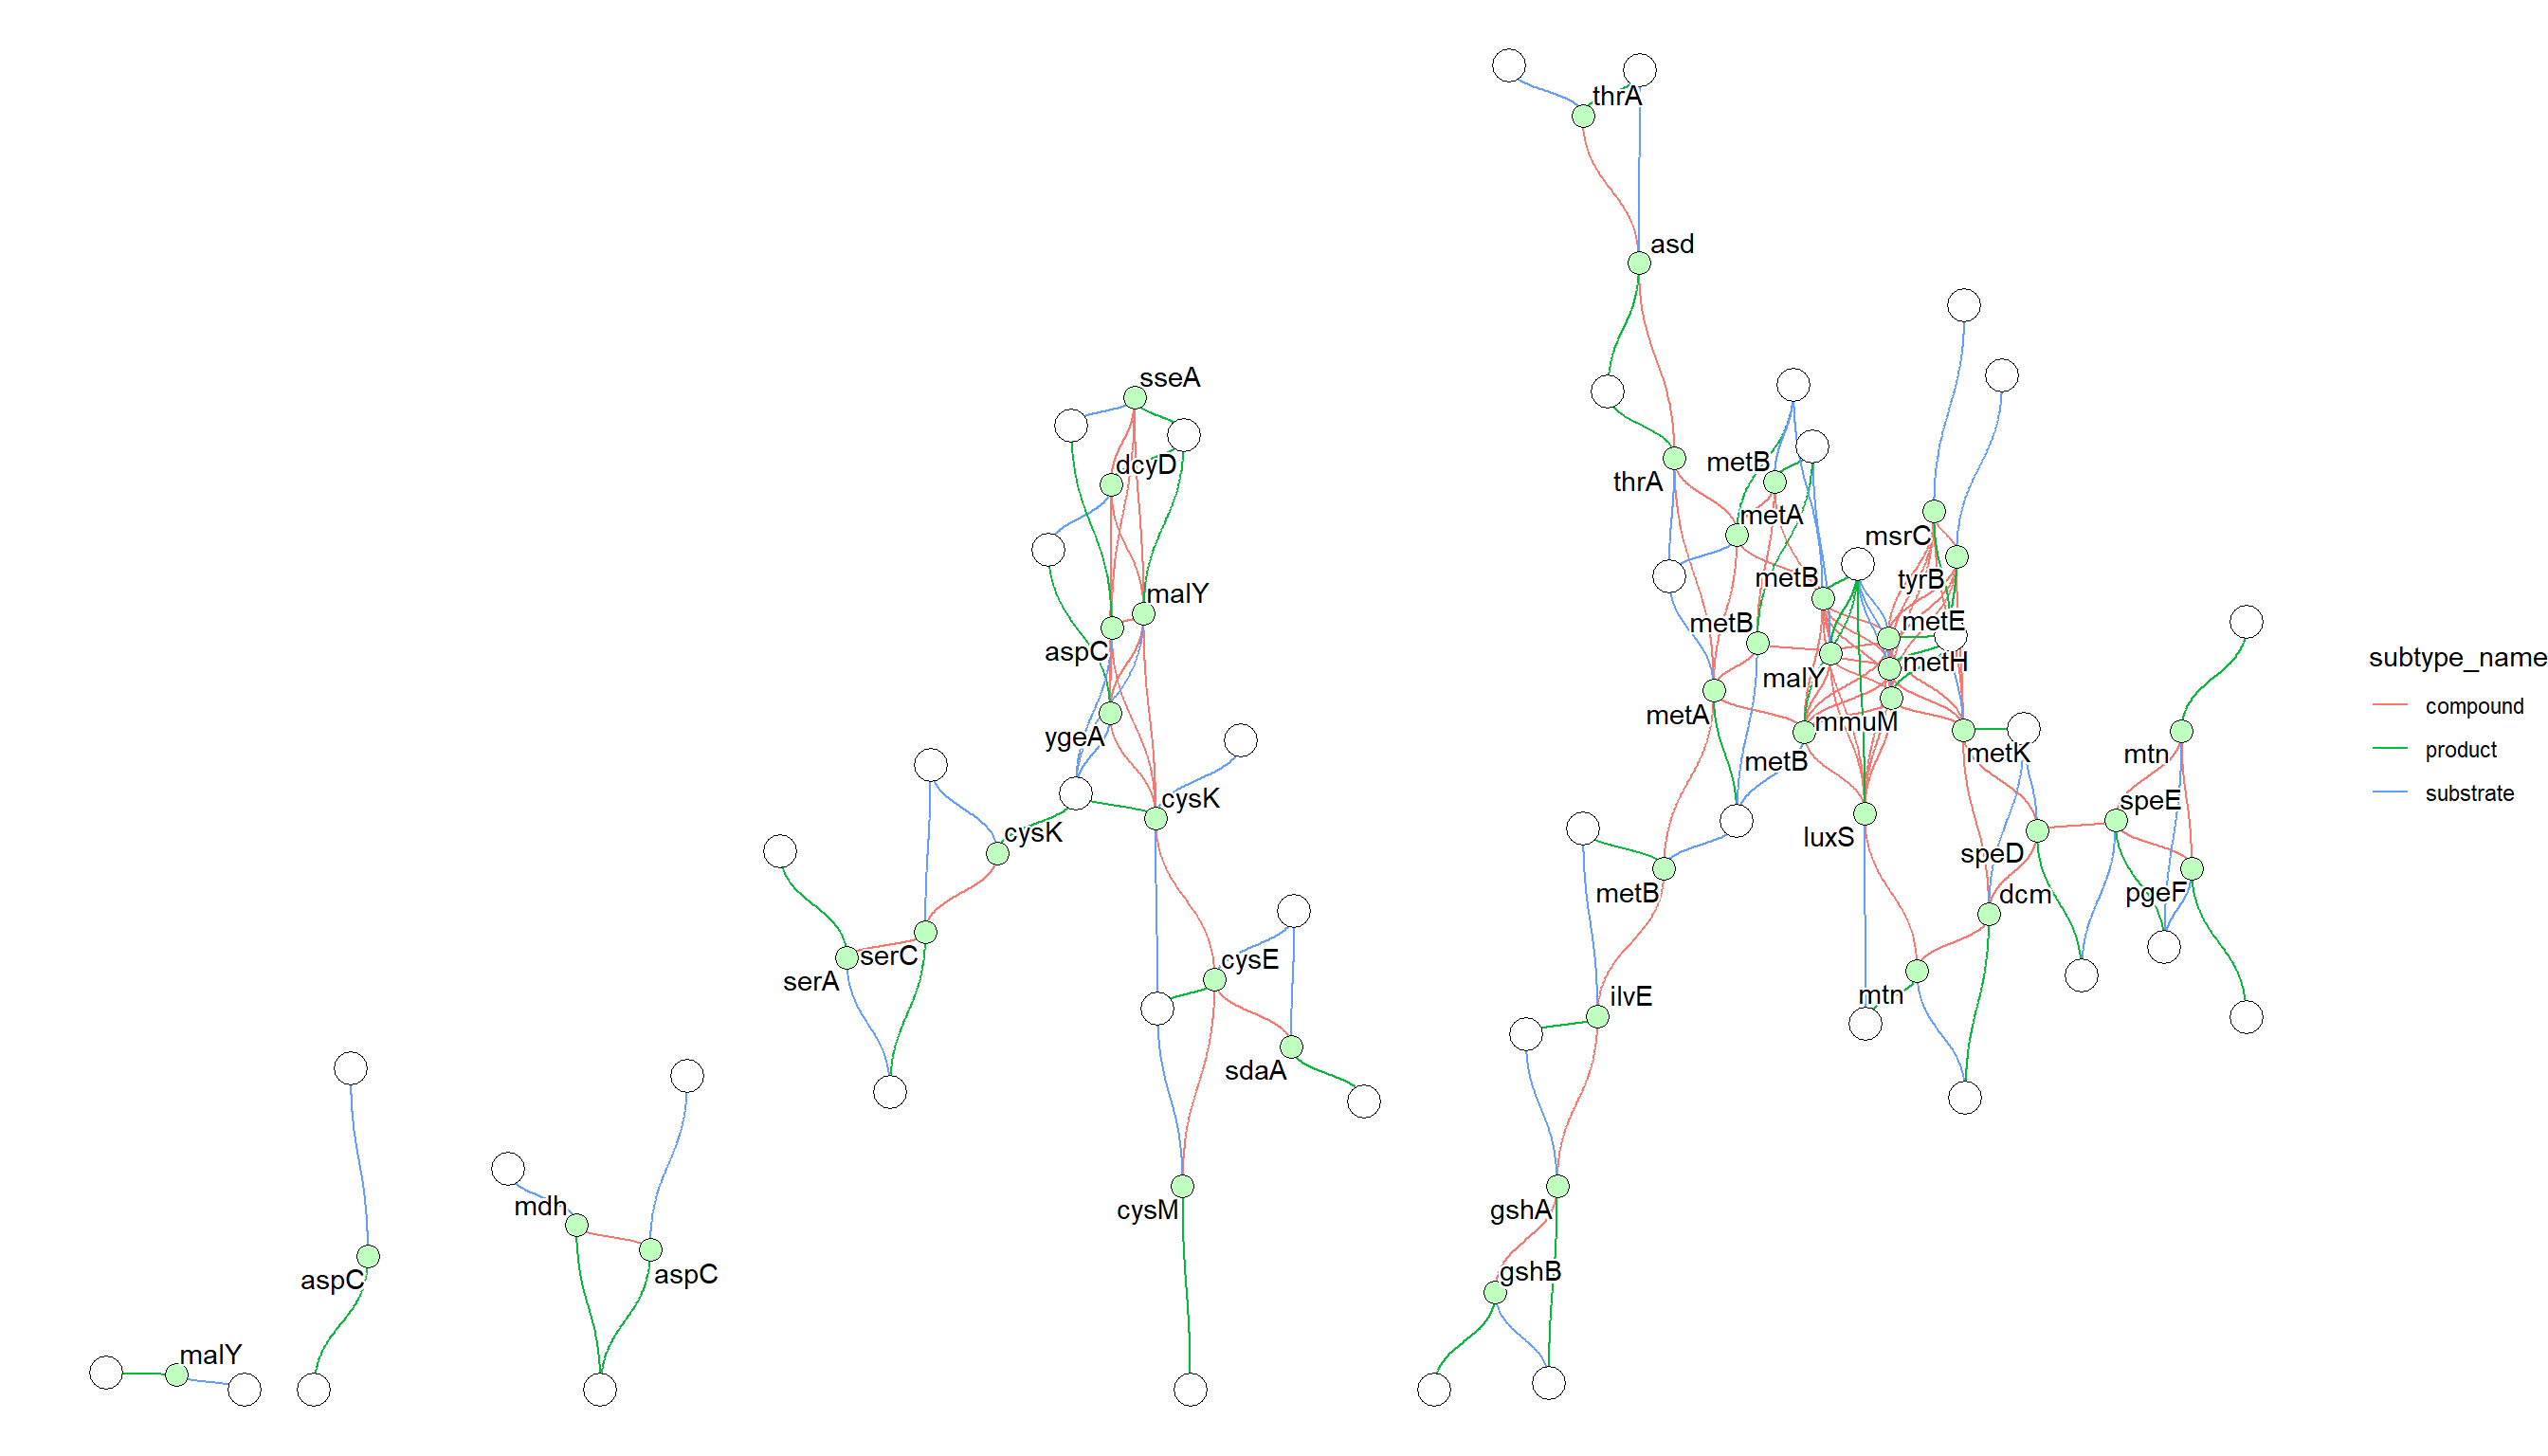 thrA
asd
sseA
dcyD
metB
thrA
metA
msrC
metB
tyrB
malY
metB
metE
aspC
metH
malY
metA
mmuM
ygeA
metB
metK
mtn
cysK
speE
cysK
luxS
speD
metB
dcm
pgeF
serC
cysE
serA
ilvE
mtn
sdaA
mdh
cysM
gshA
aspC
aspC
gshB
malY
subtype_name
compound
product
substrate